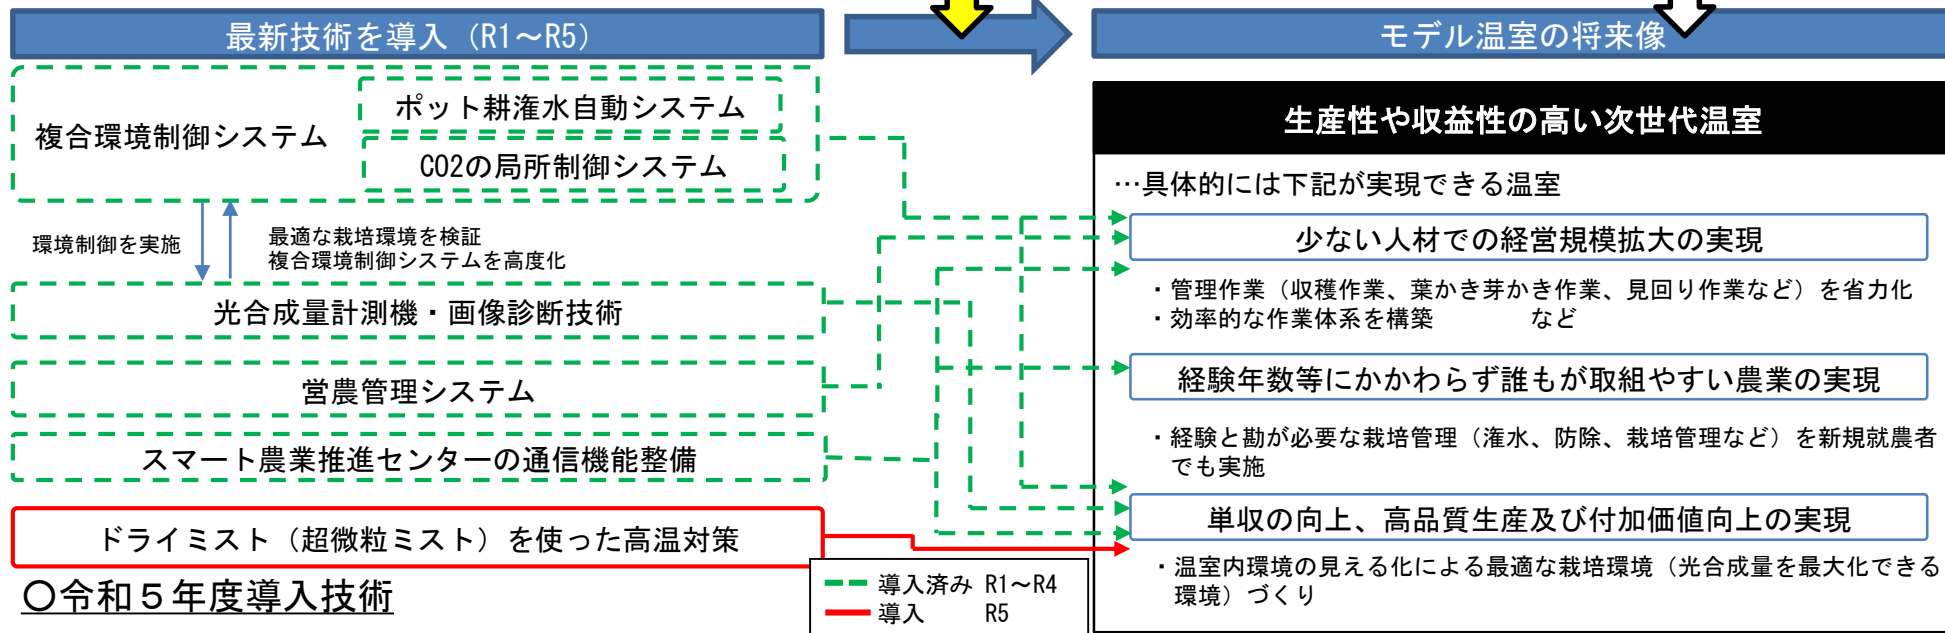 最新技術を導入（R1～R5）
複合環境制御システム
ポット耕潅水自動システム
CO2の局所制御システム
環境制御を実施
最適な栽培環境を検証
複合環境制御システムを高度化
光合成量計測機・画像診断技術
営農管理システム
スマート農業推進センターの通信機能整備
ドライミスト（超微粒ミスト）を使った高温対策
〇令和５年度導入技術
導入済み R1～R4
導入 R5
モデル温室の将来像
生産性や収益性の高い次世代温室
…具体的には下記が実現できる温室
少ない人材での経営規模拡大の実現
・管理作業（収穫作業、葉かき芽かき作業、見回り作業など）を省力化
・効率的な作業体系を構築 など
経験年数等にかかわらず誰もが取組やすい農業の実現
・経験と勘が必要な栽培管理（潅水、防除、栽培管理など）を新規就農者
でも実施
単収の向上、高品質生産及び付加価値向上の実現
・温室内環境の見える化による最適な栽培環境（光合成量を最大化できる
環境）づくり